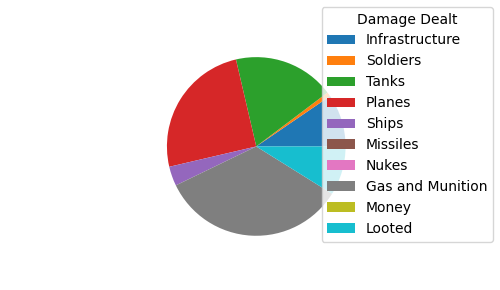 Damage Dealt
Infrastructure
Soldiers
Tanks
Planes
Ships
Missiles
Nukes
Gas and Munition
Money
Looted